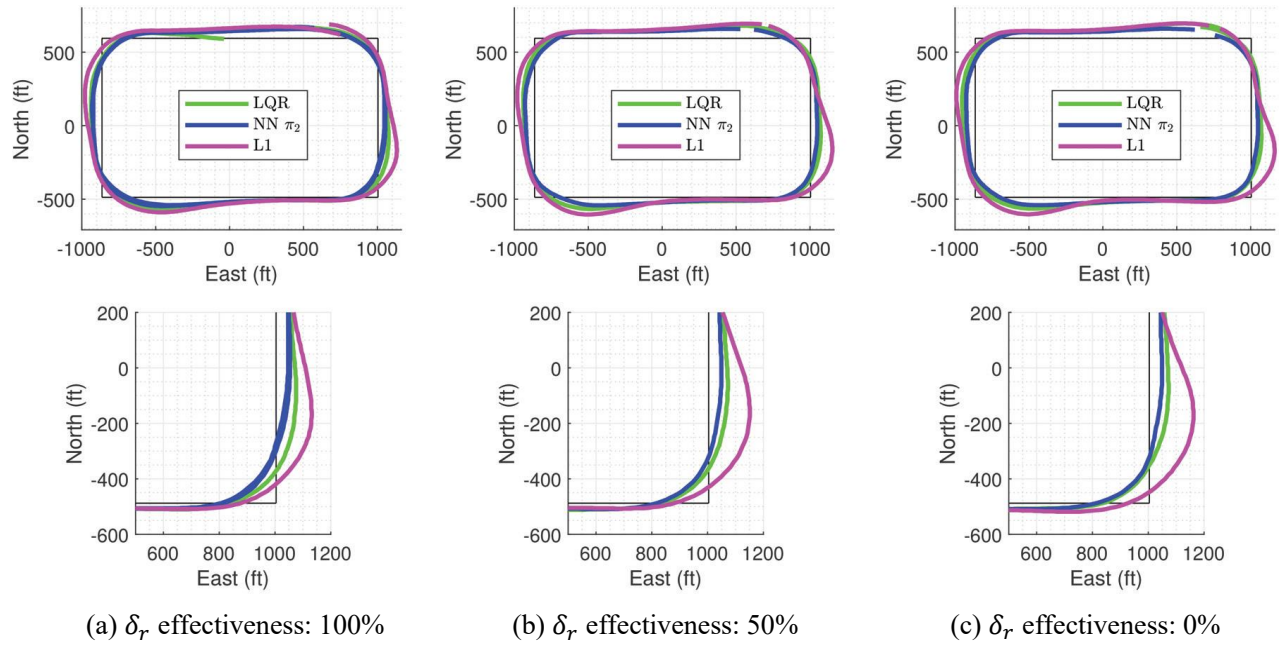 North (ft)
500
0
-500
LQR
NN π₂
L1
-1000 -500 0 500 1000
East (ft)
North (ft)
500
0
-500
LQR
NN π₂
L1
-1000 -500 0 500 1000
East (ft)
North (ft)
500
0
-500
LQR
NN π₂
L1
-1000 -500 0 500 1000
East (ft)
North (ft)
200
0
-200
-400
-600
600 800 1000 1200
East (ft)
North (ft)
200
0
-200
-400
-600
600 800 1000 1200
East (ft)
North (ft)
200
0
-200
-400
-600
600 800 1000 1200
East (ft)
(a) δᵣ effectiveness: 100%
(b) δᵣ effectiveness: 50%
(c) δᵣ effectiveness: 0%